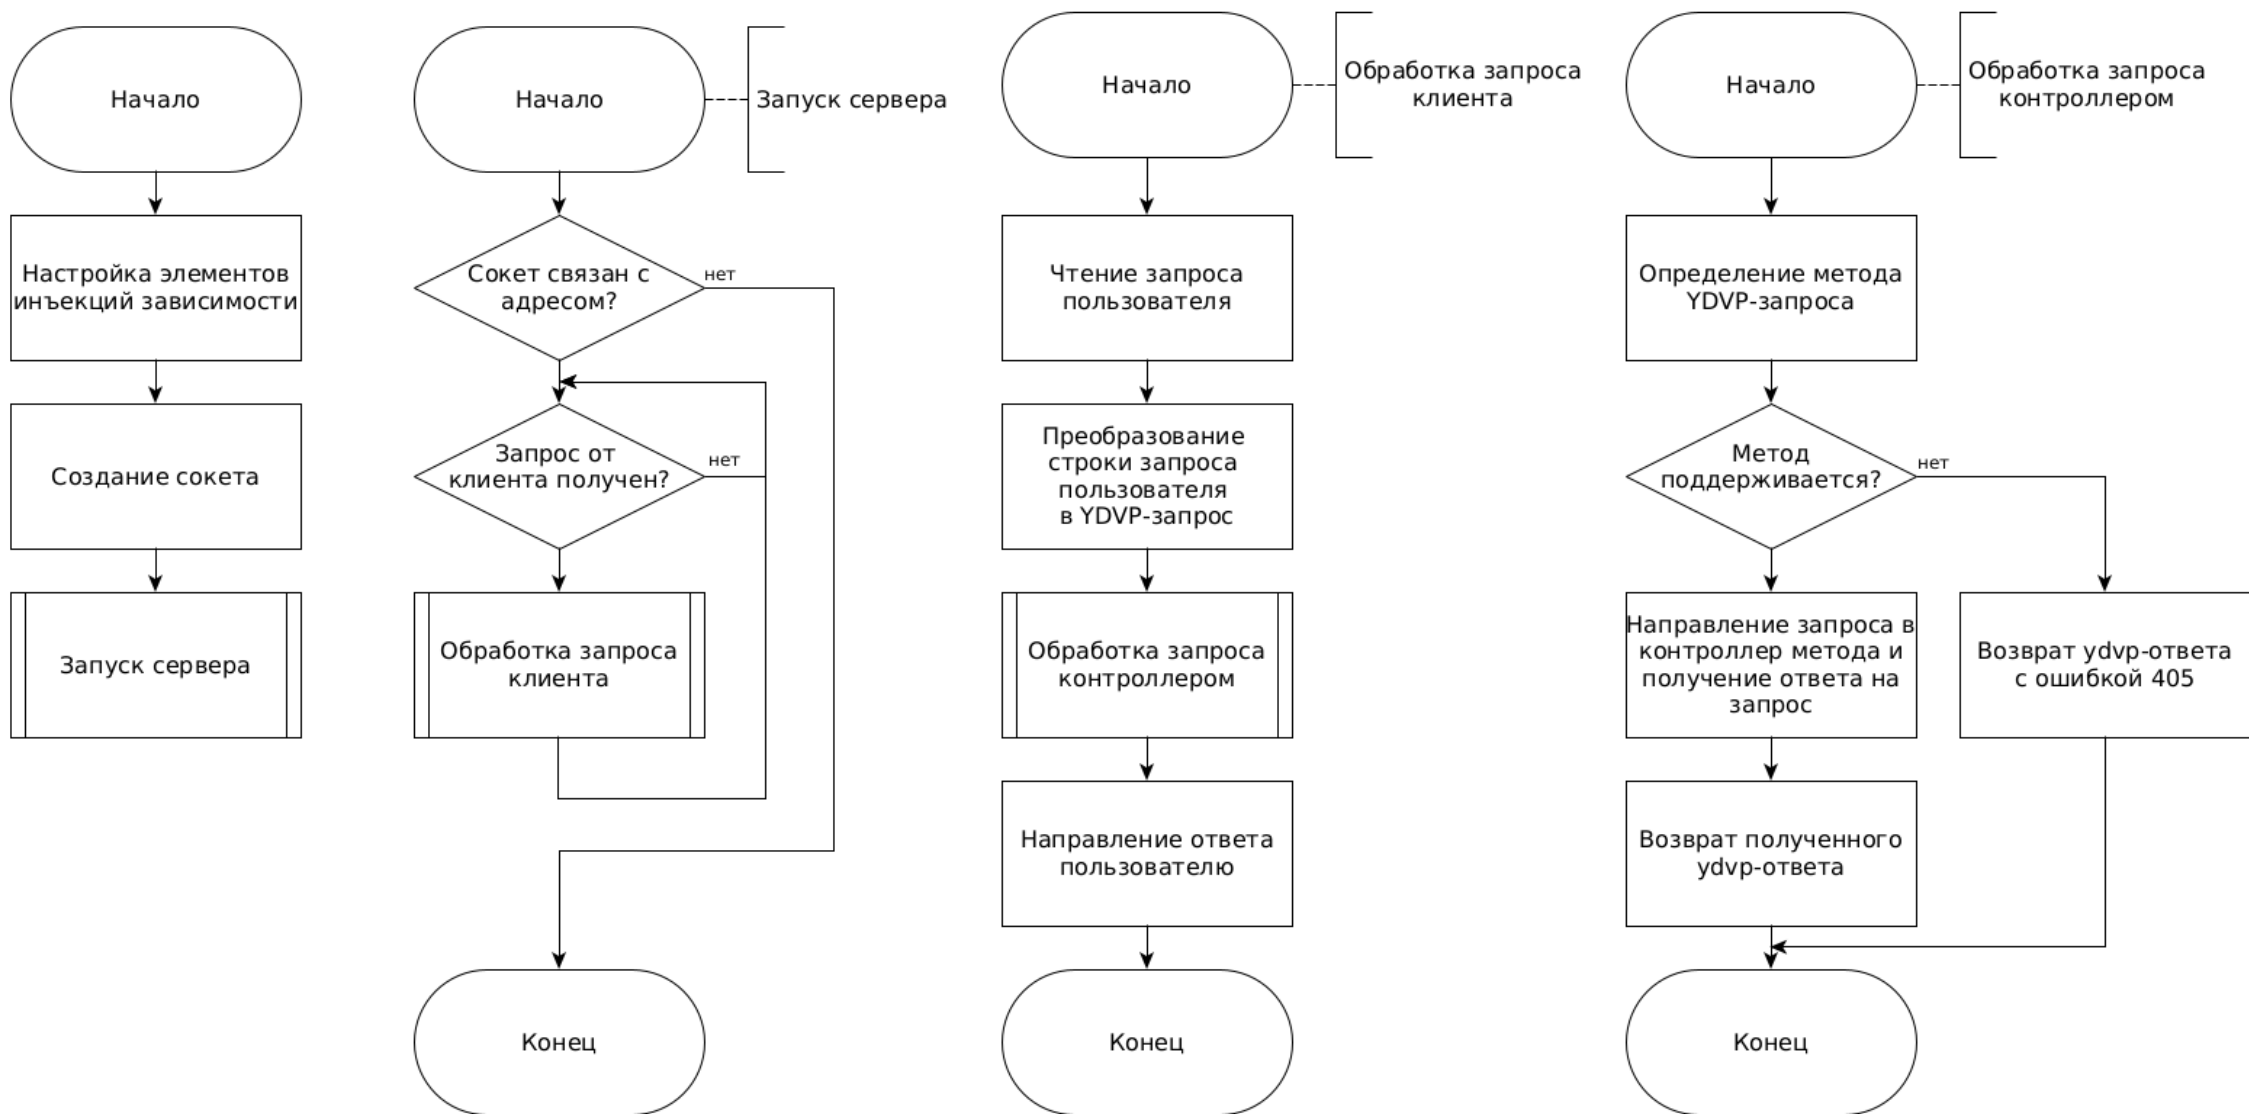 Начало
Настройка элементов
инъекций зависимости
Создание сокета
Запуск сервера
Начало
Запуск сервера
Сокет связан с
адресом?
нет
Запрос от
клиента получен?
нет
Обработка запроса
клиента
Конец
Начало
Обработка запроса
клиента
Чтение запроса
пользователя
Преобразование
строки запроса
пользователя
в YDVP-запрос
Обработка запроса
контроллером
Направление ответа
пользователю
Конец
Начало
Обработка запроса
контроллером
Определение метода
YDVP-запроса
Метод
поддерживается?
нет
Направление запроса в
контроллер метода и
получение ответа на
запрос
Возврат ydvp-ответа
с ошибкой 405
Возврат полученного
ydvp-ответа
Конец